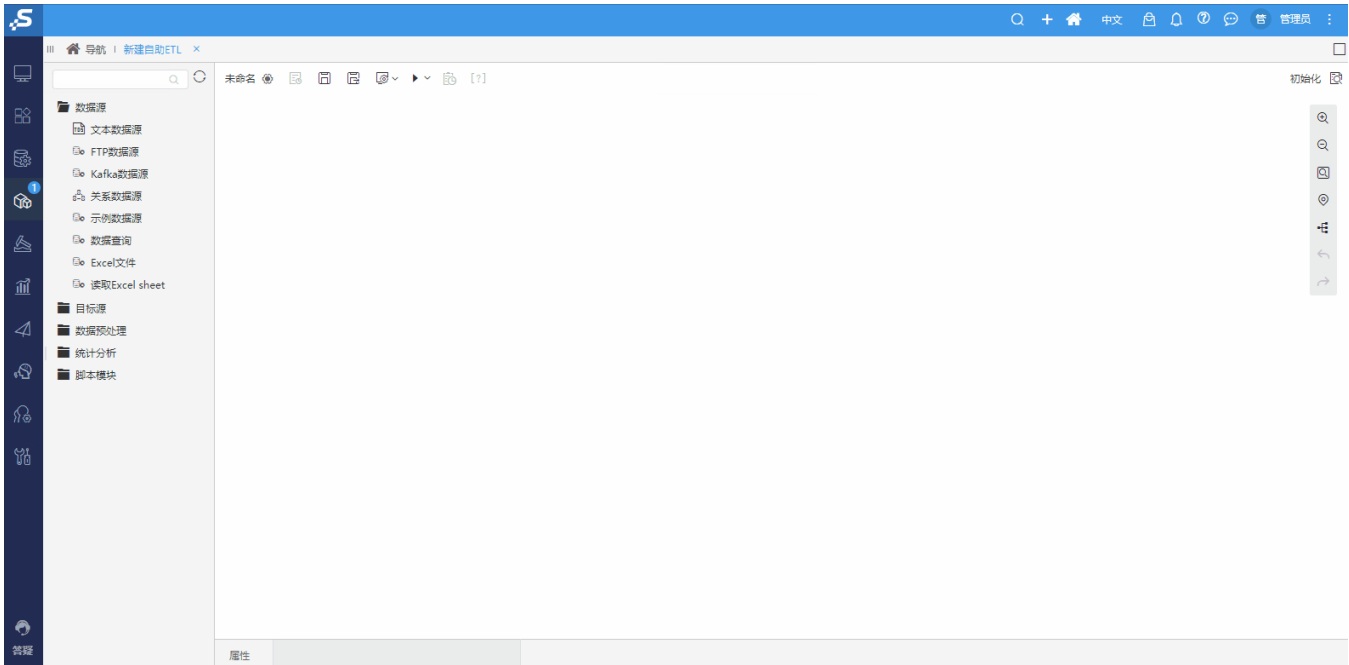 S
中文 管 管理员
导航 新建自助ETL ×
未命名 [?] 初始化
数据源
TEXT
文本数据源
FTP数据源
Kafka数据源
1
关系数据源
示例数据源
数据查询
Excel文件
读取Excel sheet
目标源
数据预处理
统计分析
脚本模块
答疑
属性